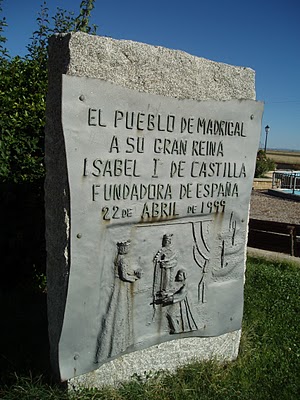 EL PUEBLO DE MADRIGAL
A SU GRAN REINA
ISABEL I DE CASTILLA
FUNDADORA DE ESPAÑA
22 DE ABRIL DE 1999